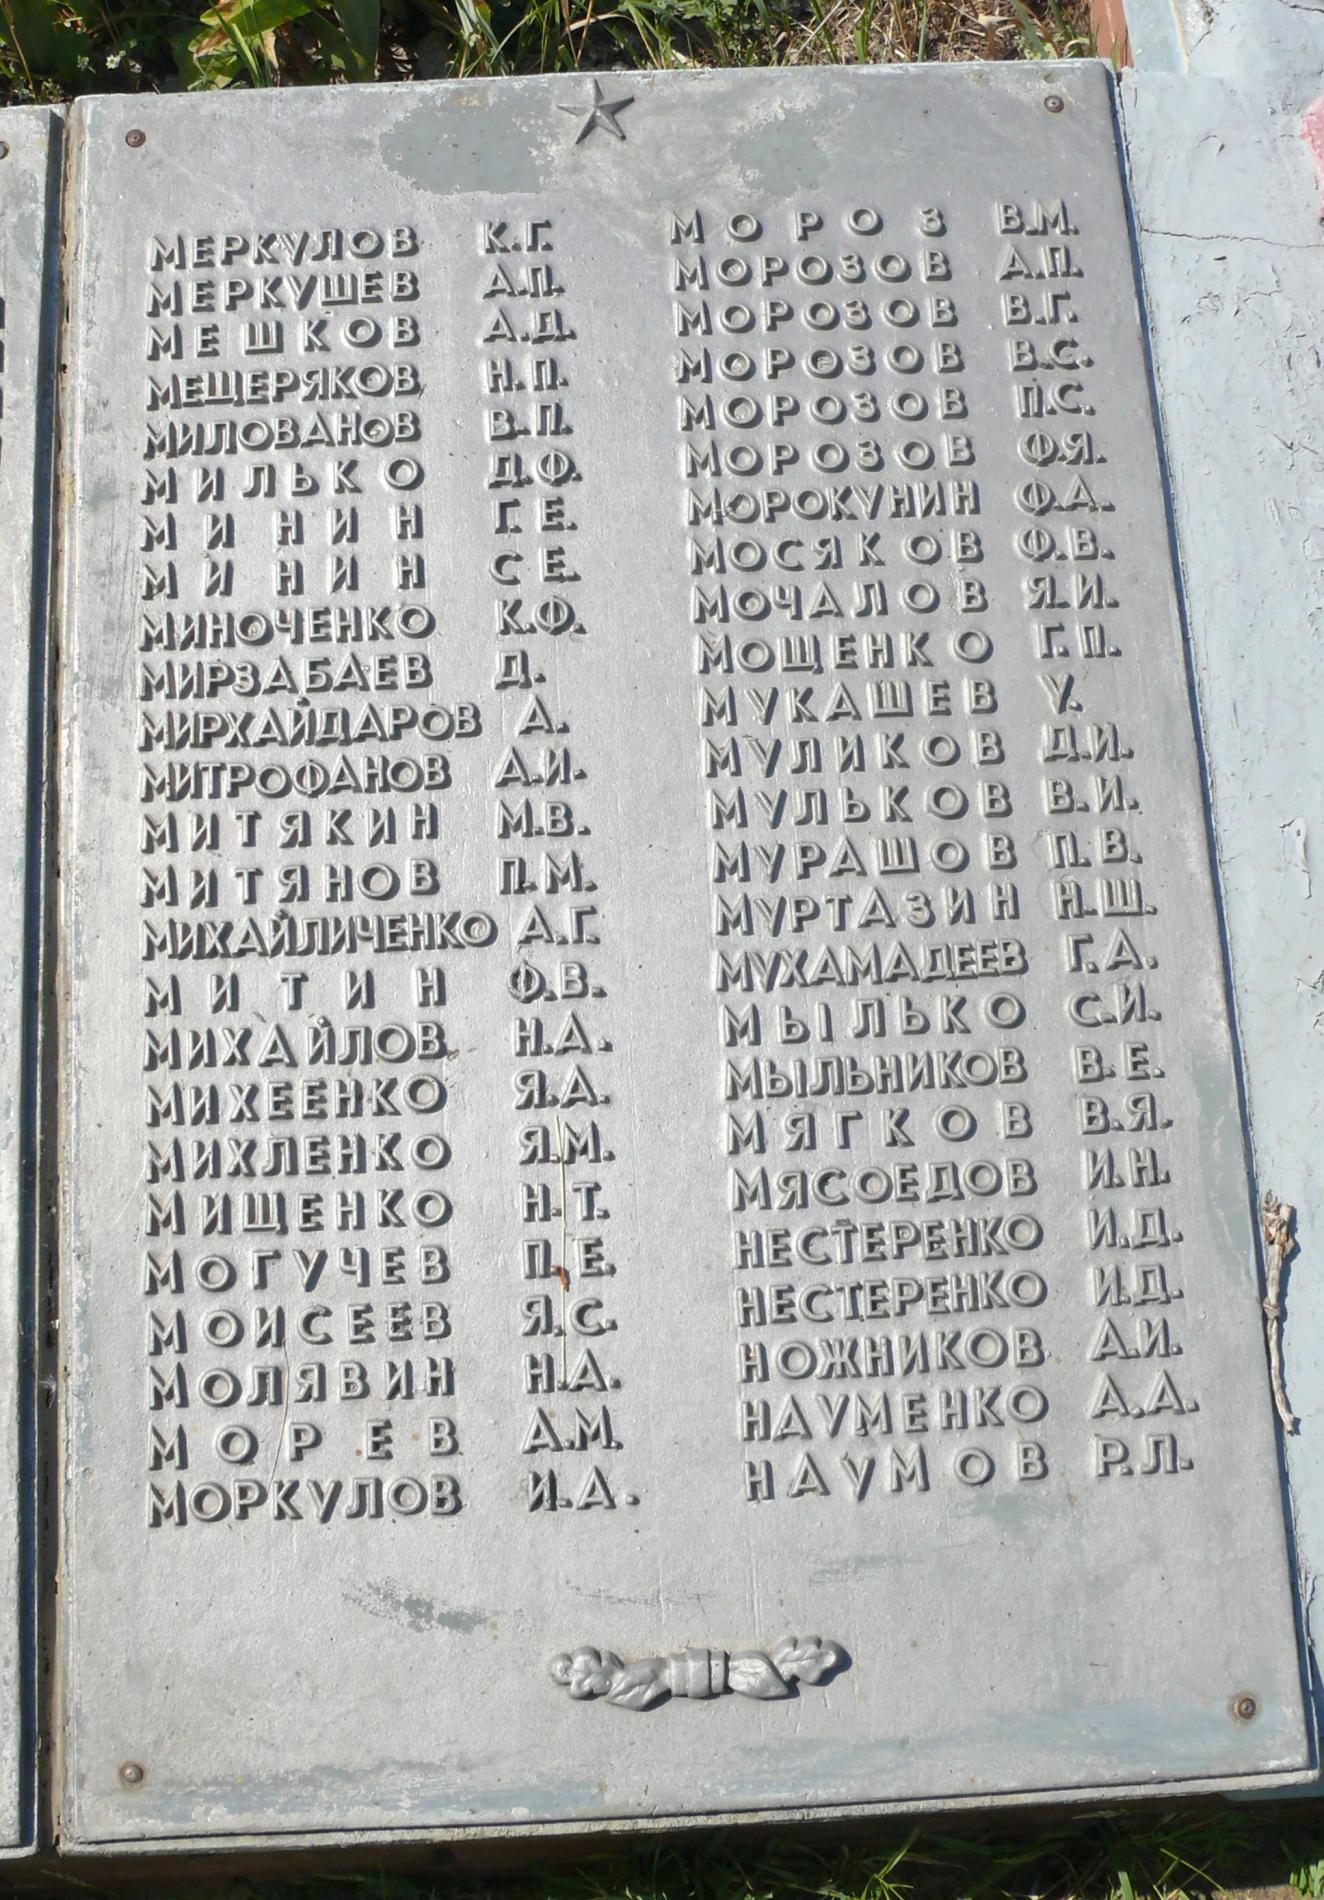 МЕРКУЛОВ К.Г.
МЕРКУШЕВ А.П.
МЕШКОВ А.Д.
МЕЩЕРЯКОВ Н.П.
МИЛОВАНОВ В.П.
МИЛЬКО Д.Ф.
МИНИН Г.Е.
МИНИН С Е.
МИНОЧЕНКО К.Ф.
МИРЗАБАЕВ Д.
МИРХАЙДАРОВ А.
МИТРОФАНОВ А.И.
МИТЯКИН М.В.
МИТЯНОВ П.М.
МИХАЙЛИЧЕНКО А.Г.
МИТИН Ф.В.
МИХАЙЛОВ Н.А.
МИХЕЕНКО Я.А.
МИХЛЕНКО Я.М.
МИЩЕНКО Н.Т.
МОГУЧЕВ П.Е.
МОИСЕЕВ Я.С.
МОЛЯВИН Н.А.
МОРЕВ А.М.
МОРКУЛОВ И.А.
МОРОЗ В.М.
МОРОЗОВ А.П.
МОРОЗОВ В.Г.
МОРОЗОВ В.С.
МОРОЗОВ П.С.
МОРОЗОВ Ф.Я.
МОРОКУНИН Ф.А.
МОСЯКОВ Ф.В.
МОЧАЛОВ Я.И.
МОЩЕНКО Г.П.
МУКАШЕВ У.
МУЛИКОВ Д.И.
МУЛЬКОВ В.И.
МУРАШОВ П.В.
МУРТАЗИН Н.Ш.
МУХАМАДЕЕВ Г.А.
МЫЛЬКО С.И.
МЫЛЬНИКОВ В.Е.
МЯГКОВ В.Я.
МЯСОЕДОВ И.Н.
НЕСТЕРЕНКО И.Д.
НЕСТЕРЕНКО И.Д.
НОЖНИКОВ А.И.
НАУМЕНКО А.А.
НАУМОВ Р.Л.